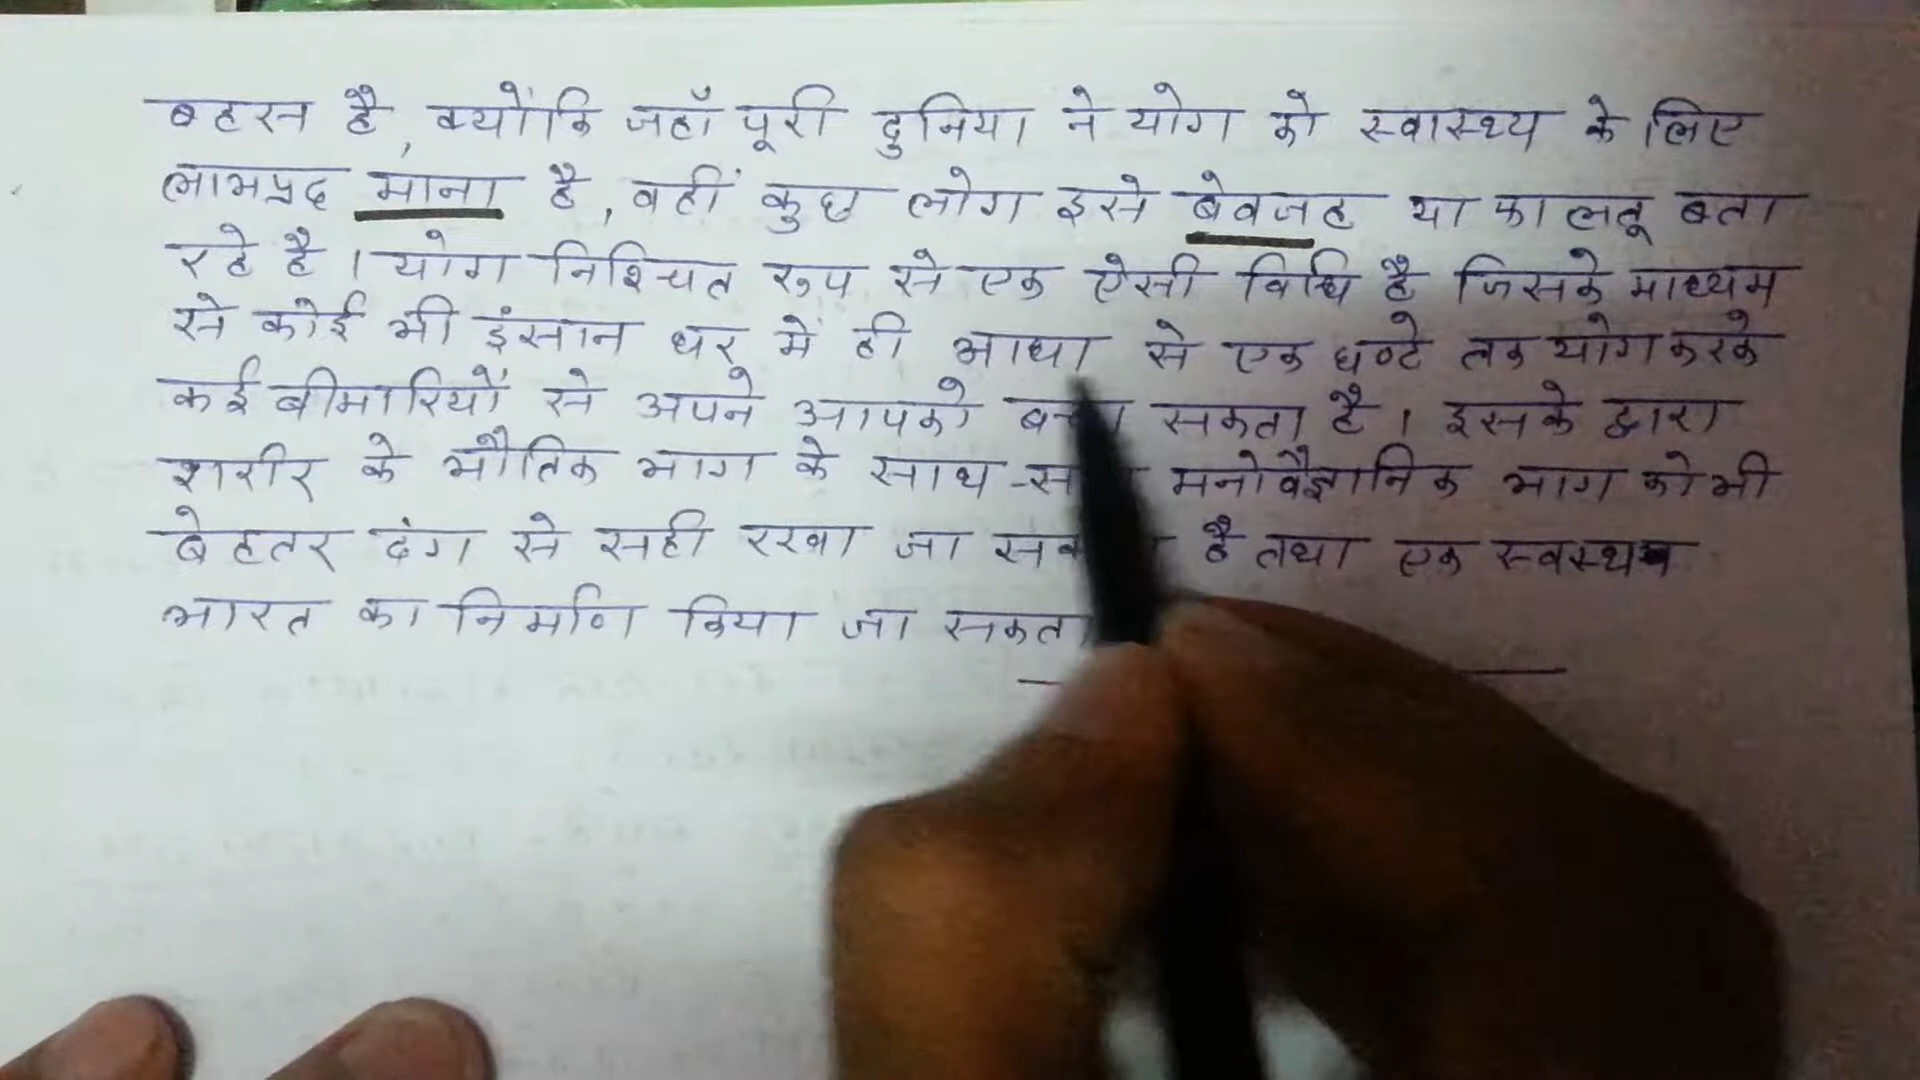 बहस है, क्योंकि जहाँ पूरी दुनिया ने योग को स्वास्थ्य के लिए
लाभप्रद माना है, वहीं कुछ लोग इसे बेवजह या फालतू बता
रहे है। योग निश्चित रूप से एक ऐसी विधि है जिसके माध्यम
से कोई भी इंसान घर में ही आधा से एक घण्टे तक योग करके
कई बीमारियों से अपने आपको सकता है। इसके द्वारा
शरीर के भौतिक भाग के साथ मनोवैज्ञानिक भाग को भी
बेहतर ढंग से सही रखा जा है तथा एक स्वस्थ
भारत का निर्माण किया जा सकता